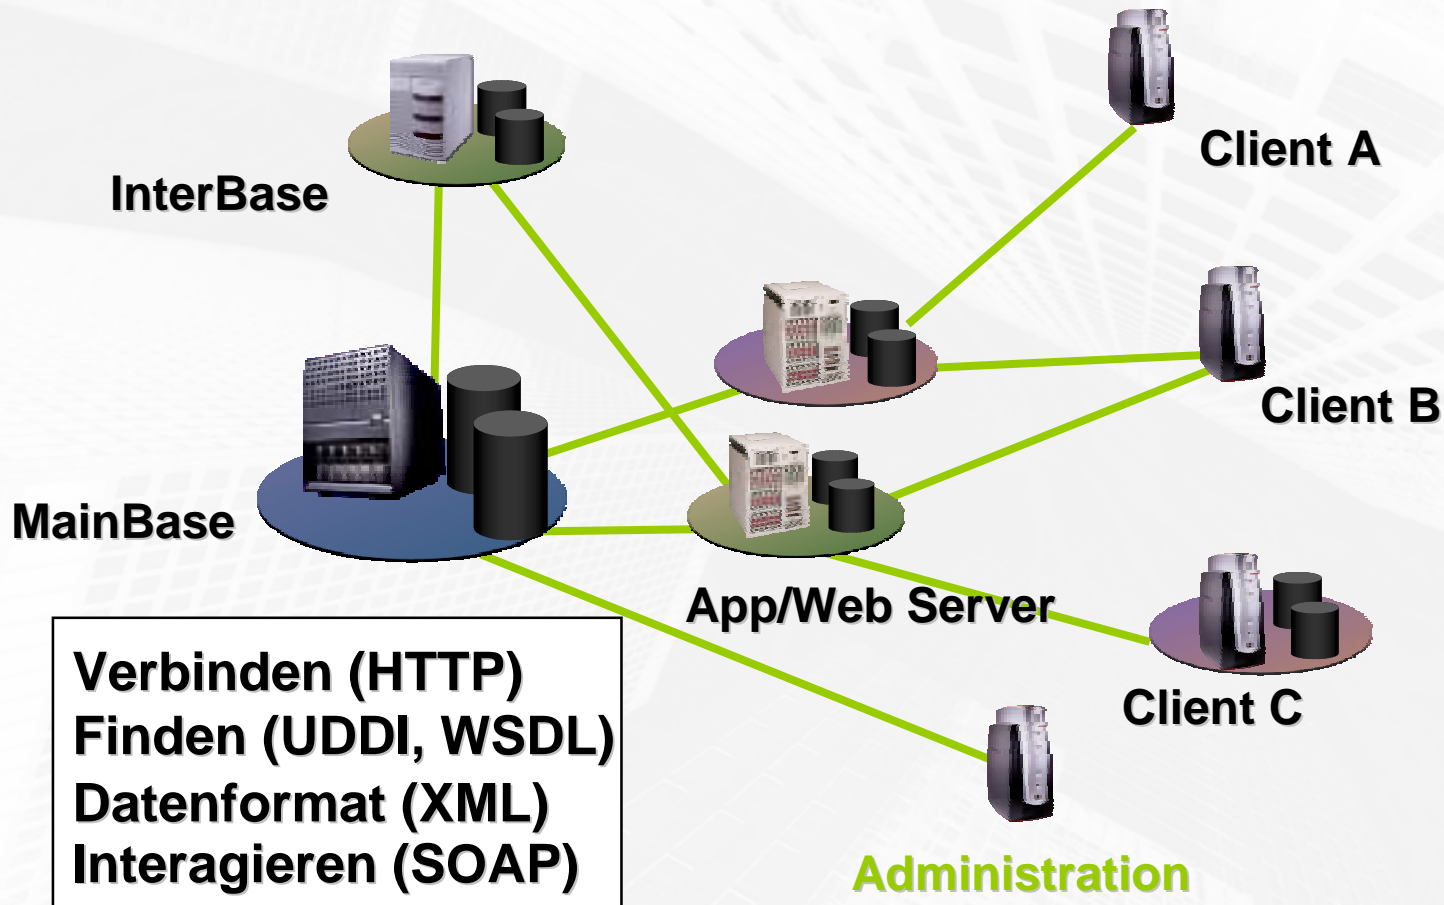 Client A
InterBase
Client B
MainBase
App/Web Server
Client C
Verbinden (HTTP)
Finden (UDDI, WSDL)
Datenformat (XML)
Interagieren (SOAP)
Administration